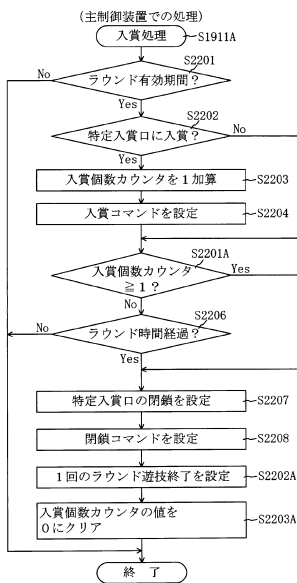 （主制御装置での処理）
入賞処理
S1911A
S2201
No
ラウンド有効期間？
Yes
S2202
特定入賞口に入賞？
No
Yes
入賞個数カウンタを１加算
S2203
入賞コマンドを設定
S2204
S2201A
入賞個数カウンタ
≧１？
Yes
No
S2206
No
ラウンド時間経過？
Yes
特定入賞口の閉鎖を設定
S2207
閉鎖コマンドを設定
S2208
１回のラウンド遊技終了を設定
S2202A
入賞個数カウンタの値を
０にクリア
S2203A
終 了